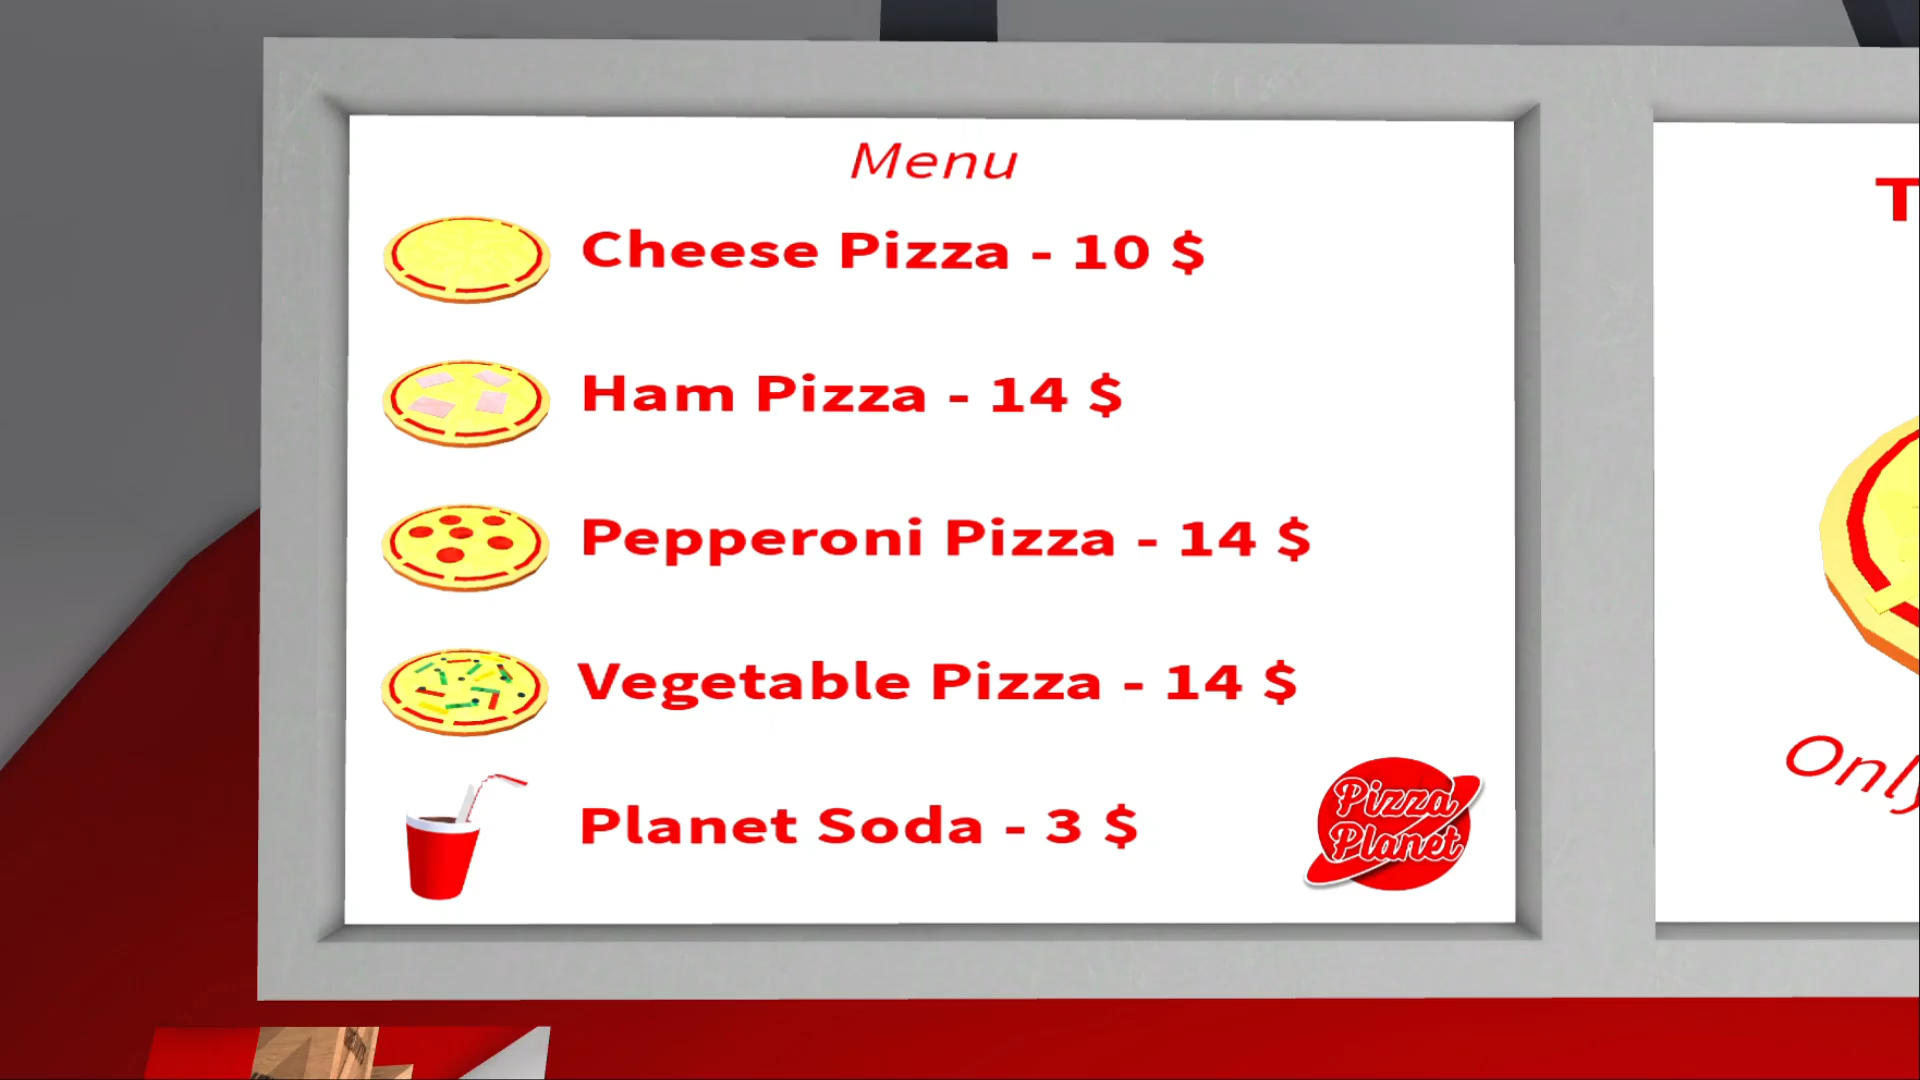 Menu
Cheese Pizza - 10 $
Ham Pizza - 14 $
Pepperoni Pizza - 14 $
Vegetable Pizza - 14 $
Planet Soda - 3 $
Pizza
Planet